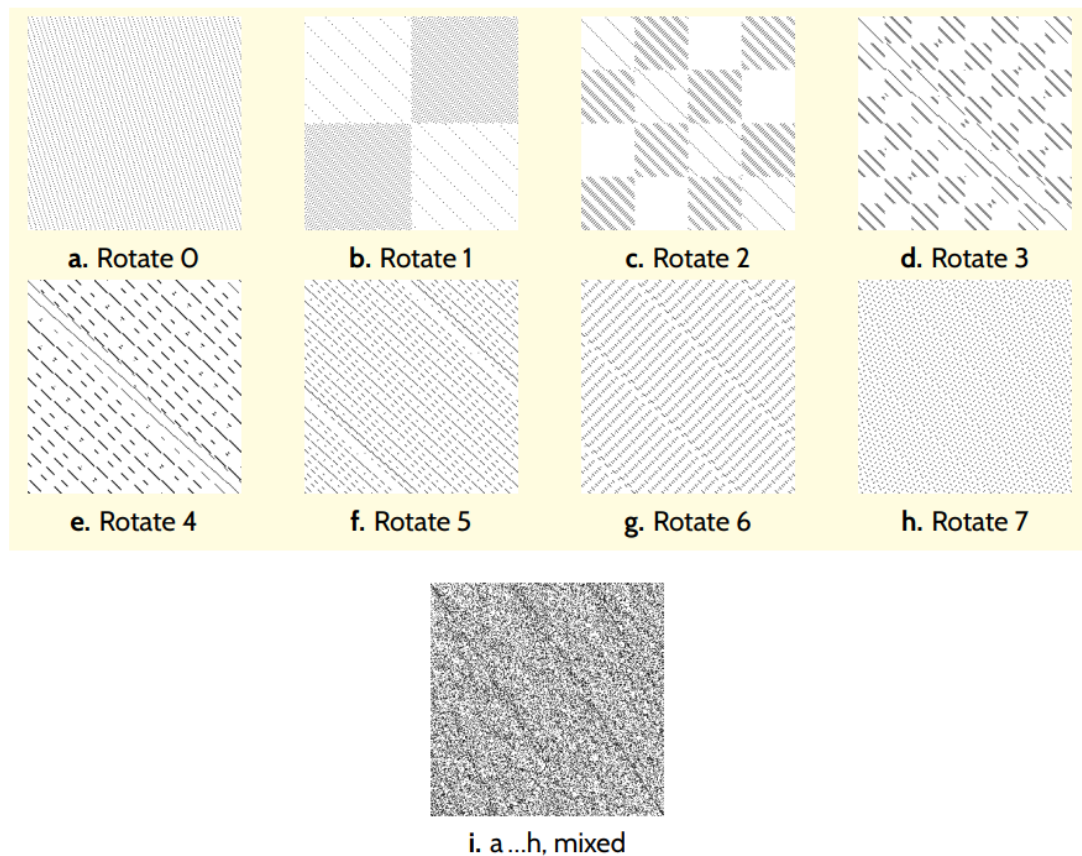 a. Rotate 0
b. Rotate 1
c. Rotate 2
d. Rotate 3
e. Rotate 4
f. Rotate 5
g. Rotate 6
h. Rotate 7
i. a...h, mixed